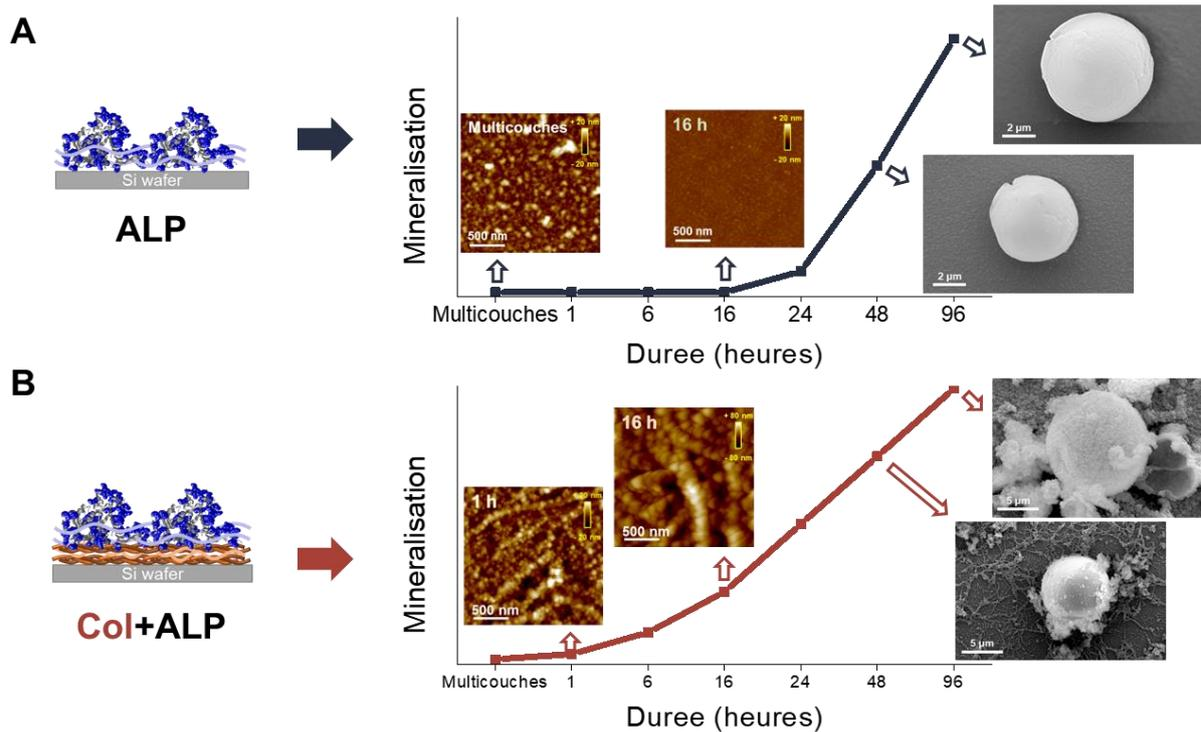 A
Si wafer
ALP
Mineralisation
Multicouches
+ 20 nm
- 20 nm
500 nm
16 h
+ 20 nm
- 20 nm
500 nm
2 µm
2 µm
Multicouches 1 6 16 24 48 96
Duree (heures)
B
Si wafer
Col+ALP
Mineralisation
1 h
500 nm
16 h
+ 80 nm
- 80 nm
500 nm
5 µm
5 µm
Multicouches 1 6 16 24 48 96
Duree (heures)